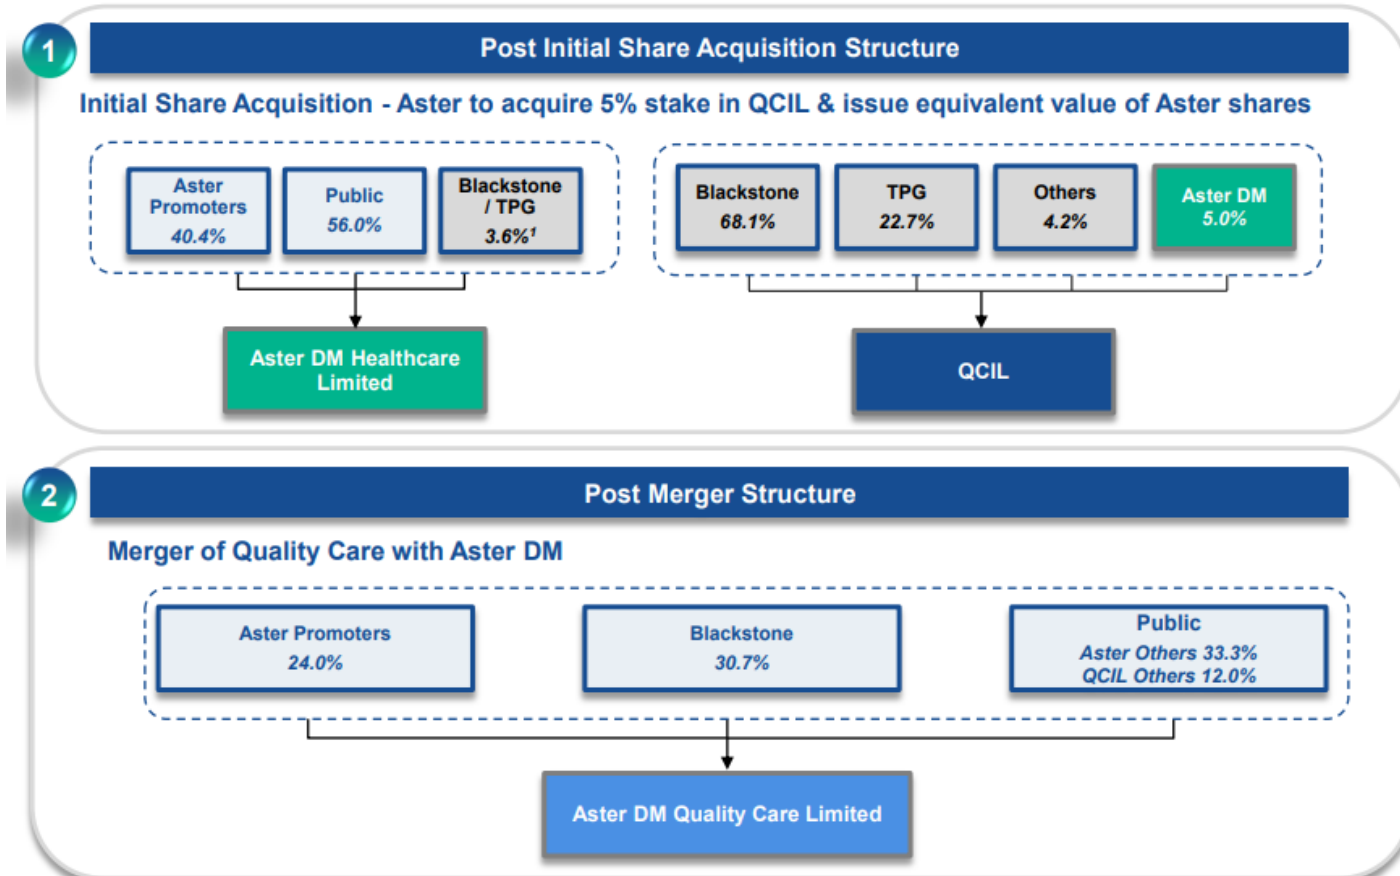 1
Post Initial Share Acquisition Structure
Initial Share Acquisition - Aster to acquire 5% stake in QCIL & issue equivalent value of Aster shares
Aster
Promoters
40.4%
Public
56.0%
Blackstone
/ TPG
3.6%¹
Blackstone
68.1%
TPG
22.7%
Others
4.2%
Aster DM
5.0%
Aster DM Healthcare
Limited
QCIL
2
Post Merger Structure
Merger of Quality Care with Aster DM
Aster Promoters
24.0%
Blackstone
30.7%
Public
Aster Others 33.3%
QCIL Others 12.0%
Aster DM Quality Care Limited